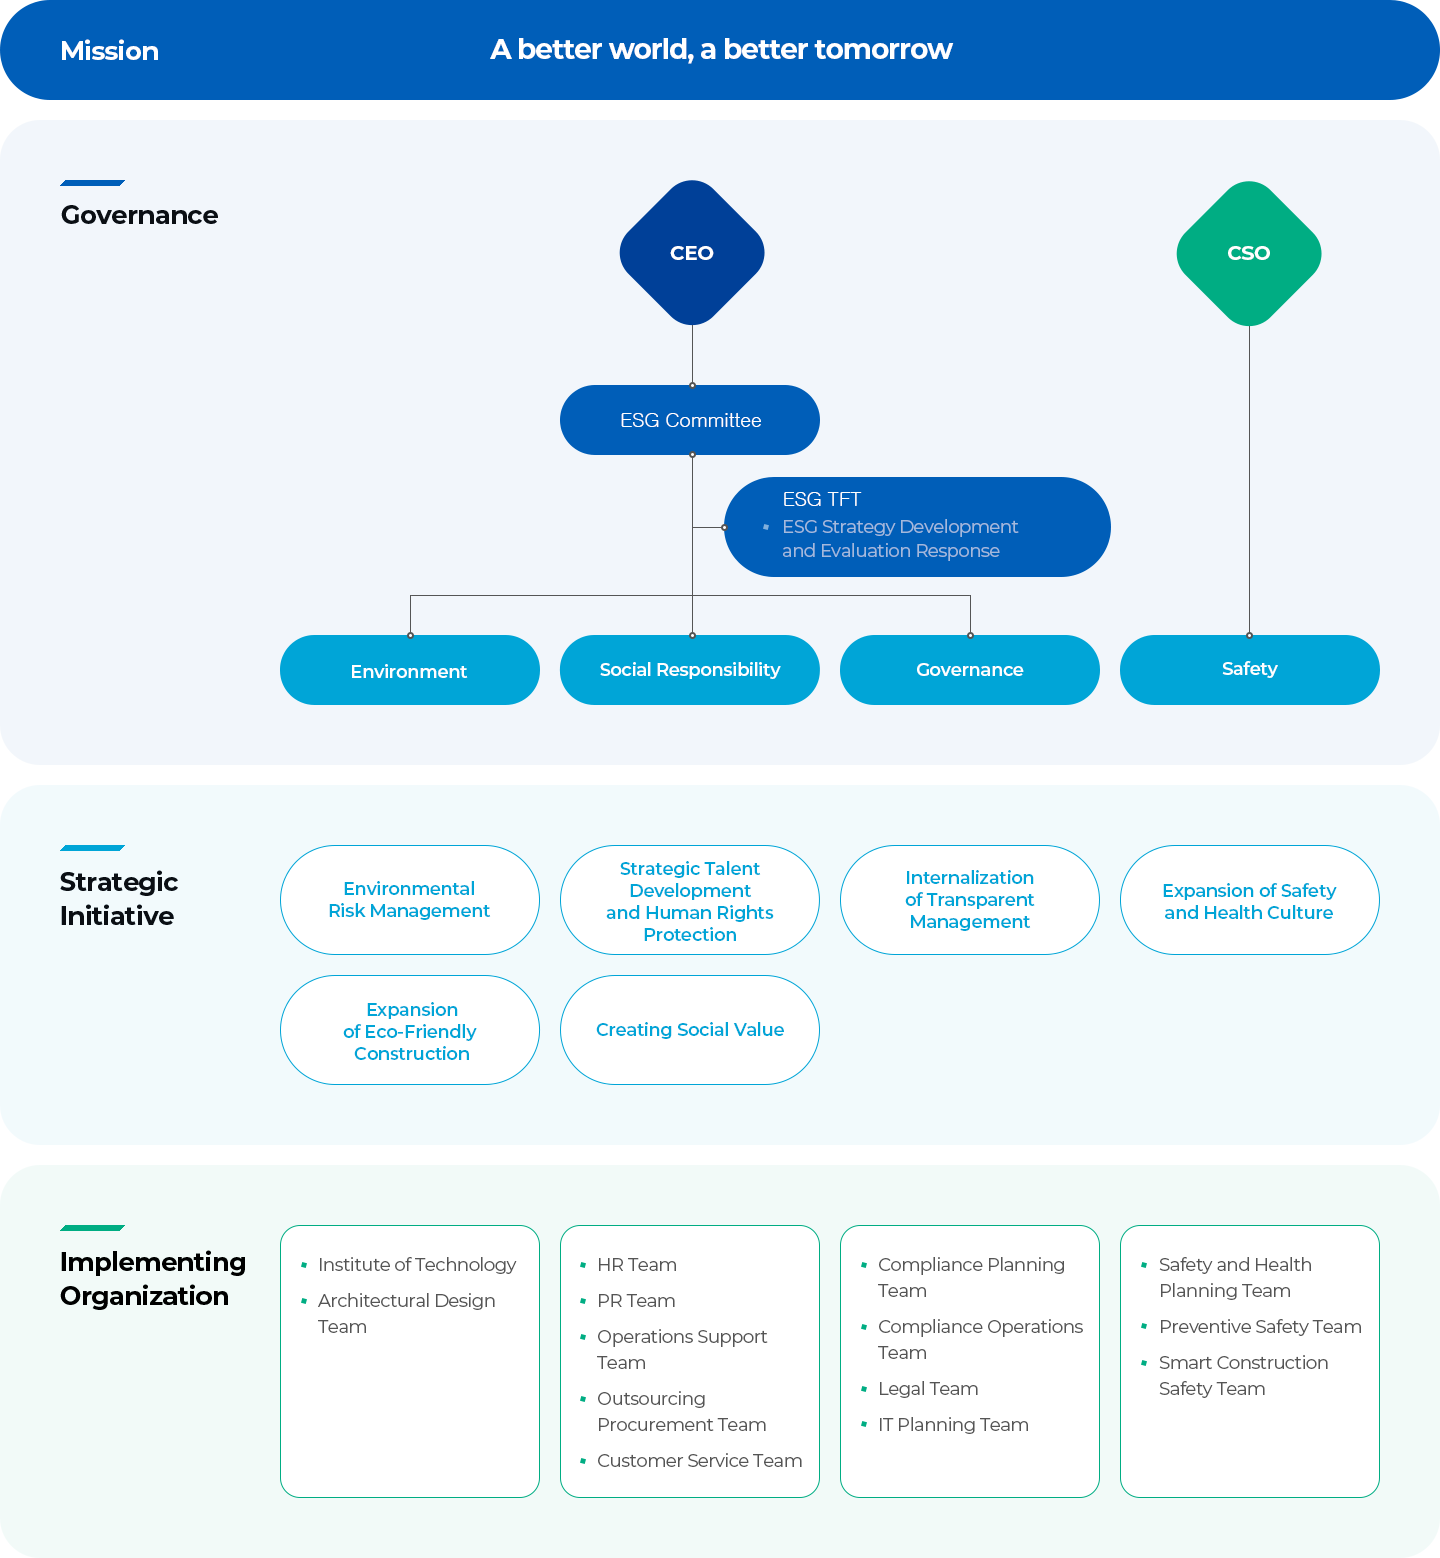 Mission
A better world, a better tomorrow
Governance
CEO
CSO
ESG Committee
ESG TFT
ESG Strategy Development
and Evaluation Response
Environment
Social Responsibility
Governance
Safety
Strategic
Initiative
Environmental
Risk Management
Strategic Talent
Development
and Human Rights
Protection
Internalization
of Transparent
Management
Expansion of Safety
and Health Culture
Expansion
of Eco-Friendly
Construction
Creating Social Value
Implementing
Organization
Institute of Technology
Architectural Design
Team
HR Team
PR Team
Operations Support
Team
Outsourcing
Procurement Team
Customer Service Team
Compliance Planning
Team
Compliance Operations
Team
Legal Team
IT Planning Team
Safety and Health
Planning Team
Preventive Safety Team
Smart Construction
Safety Team